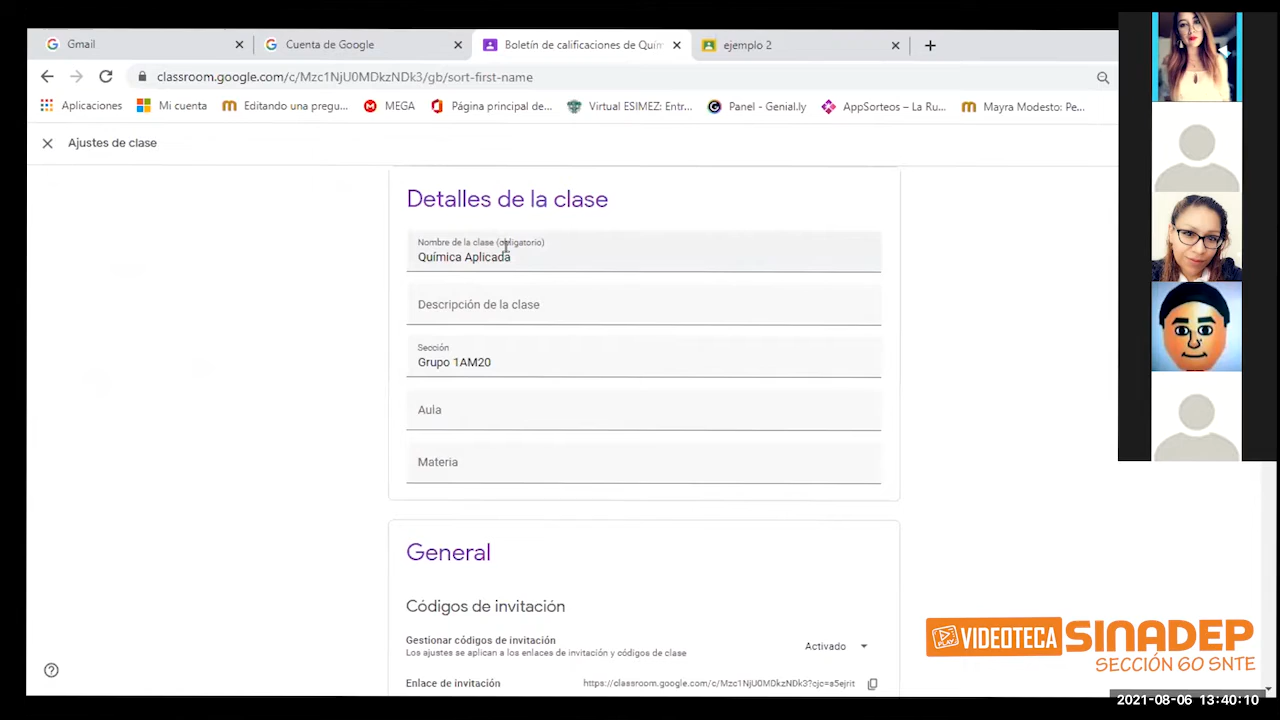 Gmail
Cuenta de Google
Boletín de calificaciones de Quím
ejemplo 2
classroom.google.com/c/Mzc1NjU0MDkzNDk3/gb/sort-first-name
Aplicaciones
Mi cuenta
Editando una pregu...
MEGA
Página principal de...
Virtual ESIMEZ: Entr...
Panel - Genial.ly
AppSorteos – La Ru...
Mayra Modesto: Pe...
Ajustes de clase
Detalles de la clase
Nombre de la clase (obligatorio)
Química Aplicada
Descripción de la clase
Sección
Grupo 1AM20
Aula
Materia
General
Códigos de invitación
Gestionar códigos de invitación
Los ajustes se aplican a los enlaces de invitación y códigos de clase
Activado
Enlace de invitación
https://classroom.google.com/c/Mzc1NjU0MDkzNDk3?cjc=s5ejrit
PLAY
VIDEOTECA SINADEP
SECCIÓN 60 SNTE
2021-08-06 13:40:10